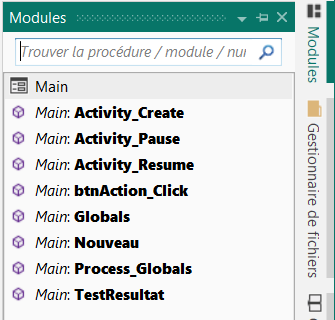 Modules
Trouver la procédure / module / nur
Main
Main: Activity_Create
Main: Activity_Pause
Main: Activity_Resume
Main: btnAction_Click
Main: Globals
Main: Nouveau
Main: Process_Globals
Main: TestResultat
Modules
Gestionnaire de fichiers